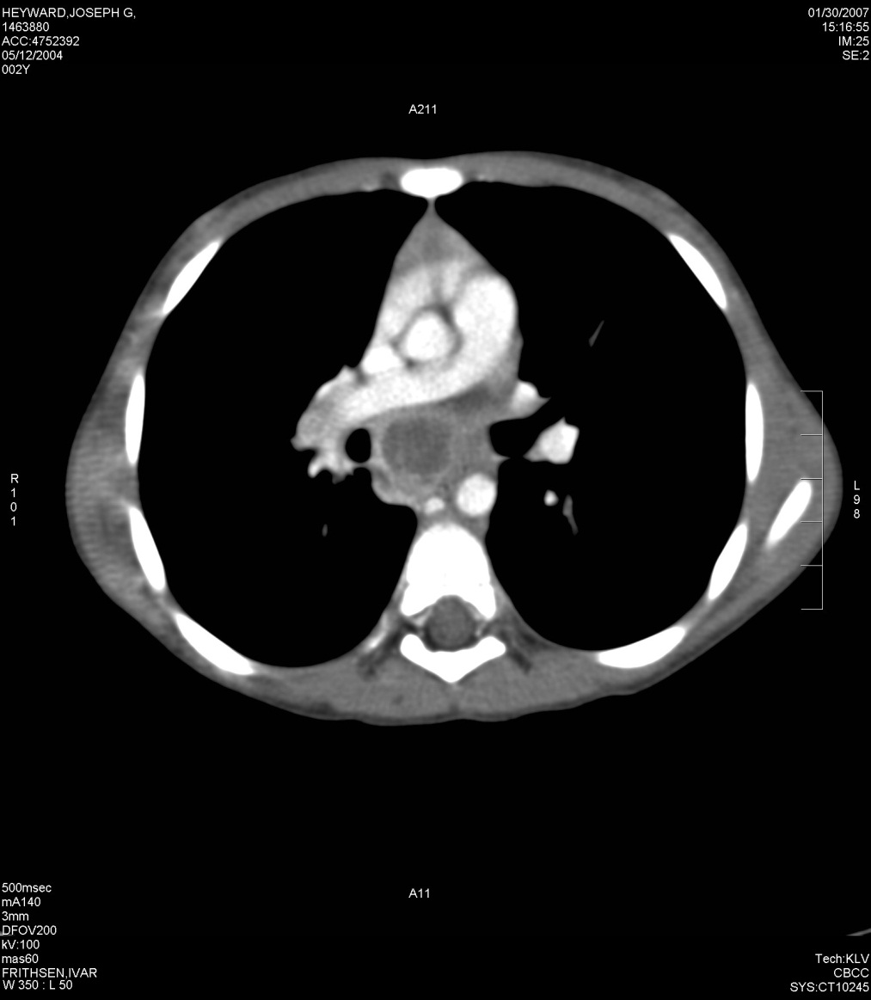 HEYWARD,JOSEPH G,
1463880
ACC:4752392
05/12/2004
002Y
01/30/2007
15:16:55
IM:25
SE:2
A211
R
1
0
1
L
9
8
500msec
mA140
3mm
DFOV200
kV:100
mas60
FRITHSEN,IVAR
W 350 : L 50
A11
Tech:KLV
CBCC
SYS:CT10245